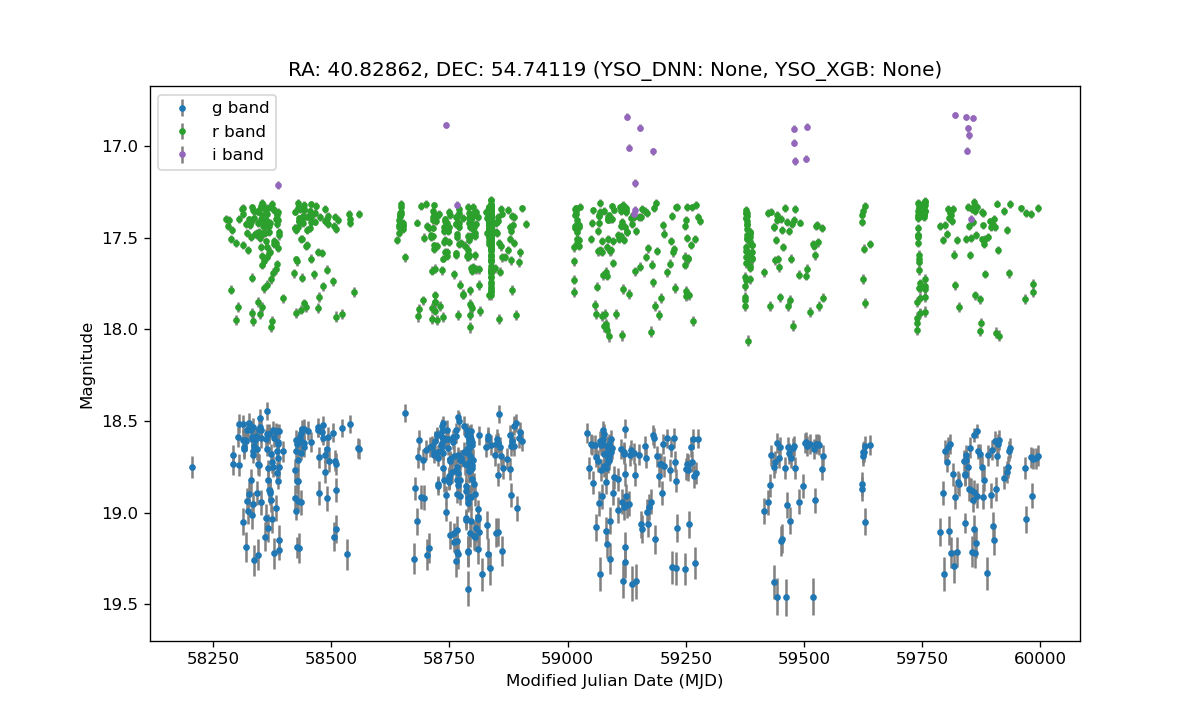 RA: 40.82862, DEC: 54.74119 (YSO_DNN: None, YSO_XGB: None)
g band
r band
i band
17.0
17.5
18.0
18.5
19.0
19.5
Magnitude
58250 58500 58750 59000 59250 59500 59750 60000
Modified Julian Date (MJD)